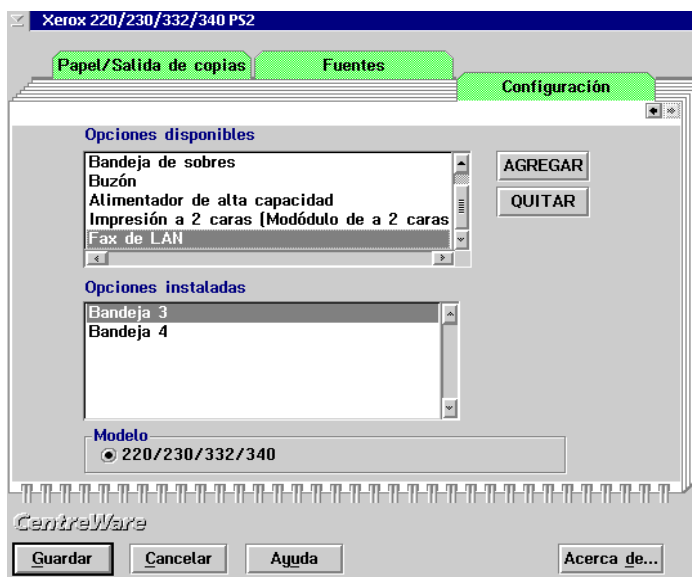 Xerox 220/230/332/340 PS2
Papel/Salida de copias
Fuentes
Configuración
Opciones disponibles
Bandeja de sobres
Buzón
Alimentador de alta capacidad
Impresión a 2 caras (Modódulo de a 2 caras
Fax de LAN
AGREGAR
QUITAR
Opciones instaladas
Bandeja 3
Bandeja 4
Modelo
220/230/332/340
CentreWare
Guardar
Cancelar
Ayuda
Acerca de...